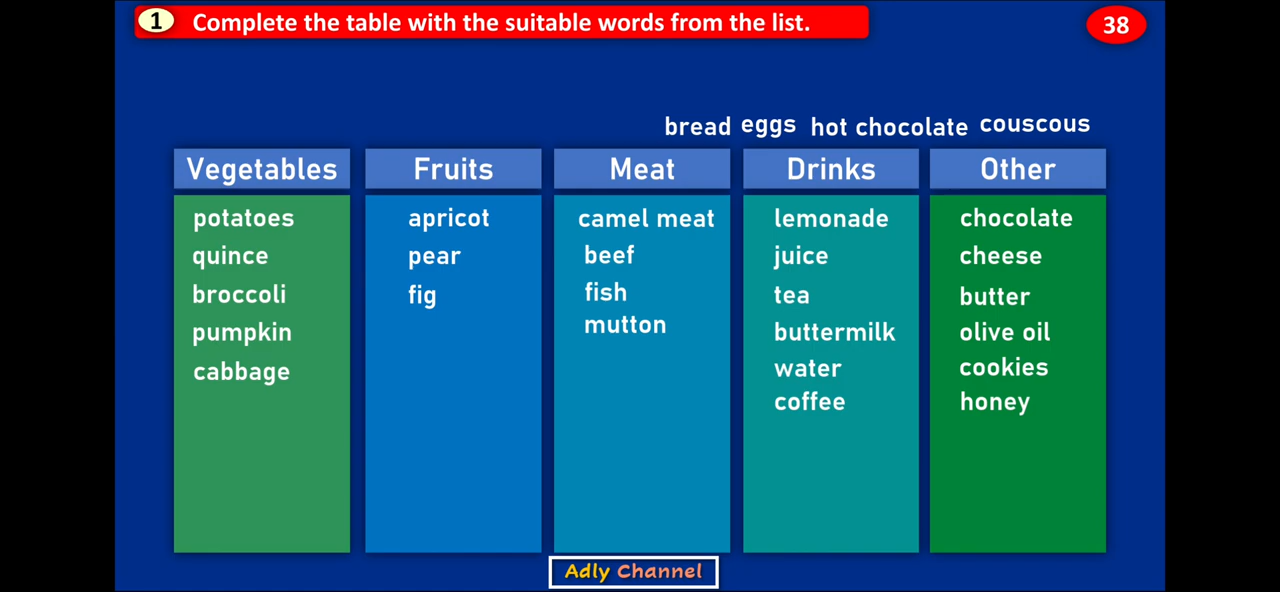 1 Complete the table with the suitable words from the list. 38
bread eggs hot chocolate couscous
Vegetables Fruits Meat Drinks Other
potatoes apricot camel meat lemonade chocolate
quince pear beef juice cheese
broccoli fig fish tea butter
pumpkin mutton buttermilk olive oil
cabbage water cookies
coffee honey
Adly Channel